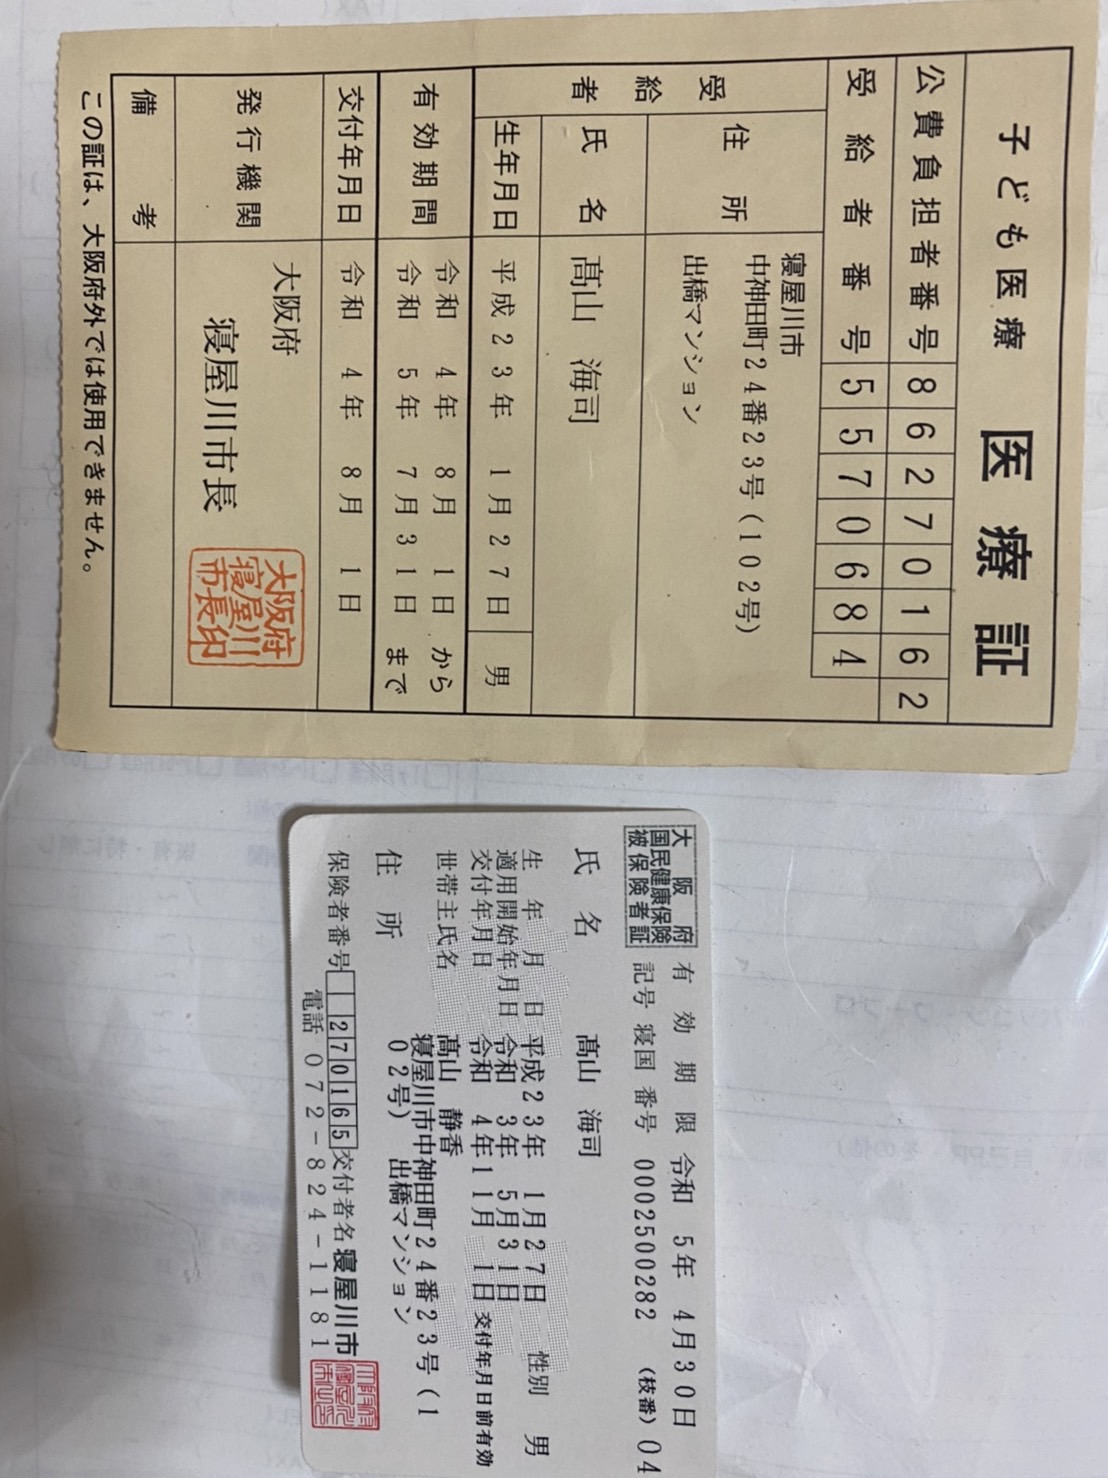 子ども医療 医療証
公費負担者番号 86270162
受給者番号 5570684
受給者
住所 寝屋川市
中神田町24番23号(102号)
出橋マンション
氏名 髙山 海司
生年月日 平成23年 1月27日 男
有効期間 令和 4年 8月 1日 から
令和 5年 7月31日 まで
交付年月日 令和 4年 8月 1日
発行機関 大阪府
寝屋川市長
大阪府
寝屋川
市長印
備考
この証は、大阪府外では使用できません。
大阪府
国民健康保険
被保険者証
有効期限 令和 5年 4月30日
記号 寝国 番号 0002500282 (枝番) 04
氏名 髙山 海司
生年月日 平成23年 1月27日 性別 男
適用開始年月日 令和 3年 5月31日
交付年月日 令和 4年11月 1日 交付年月日前有効
世帯主氏名 髙山 静香
住所 寝屋川市中神田町24番23号(1
02号) 出橋マンション
保険者番号 270165 交付者名 寝屋川市
電話 072-824-1181